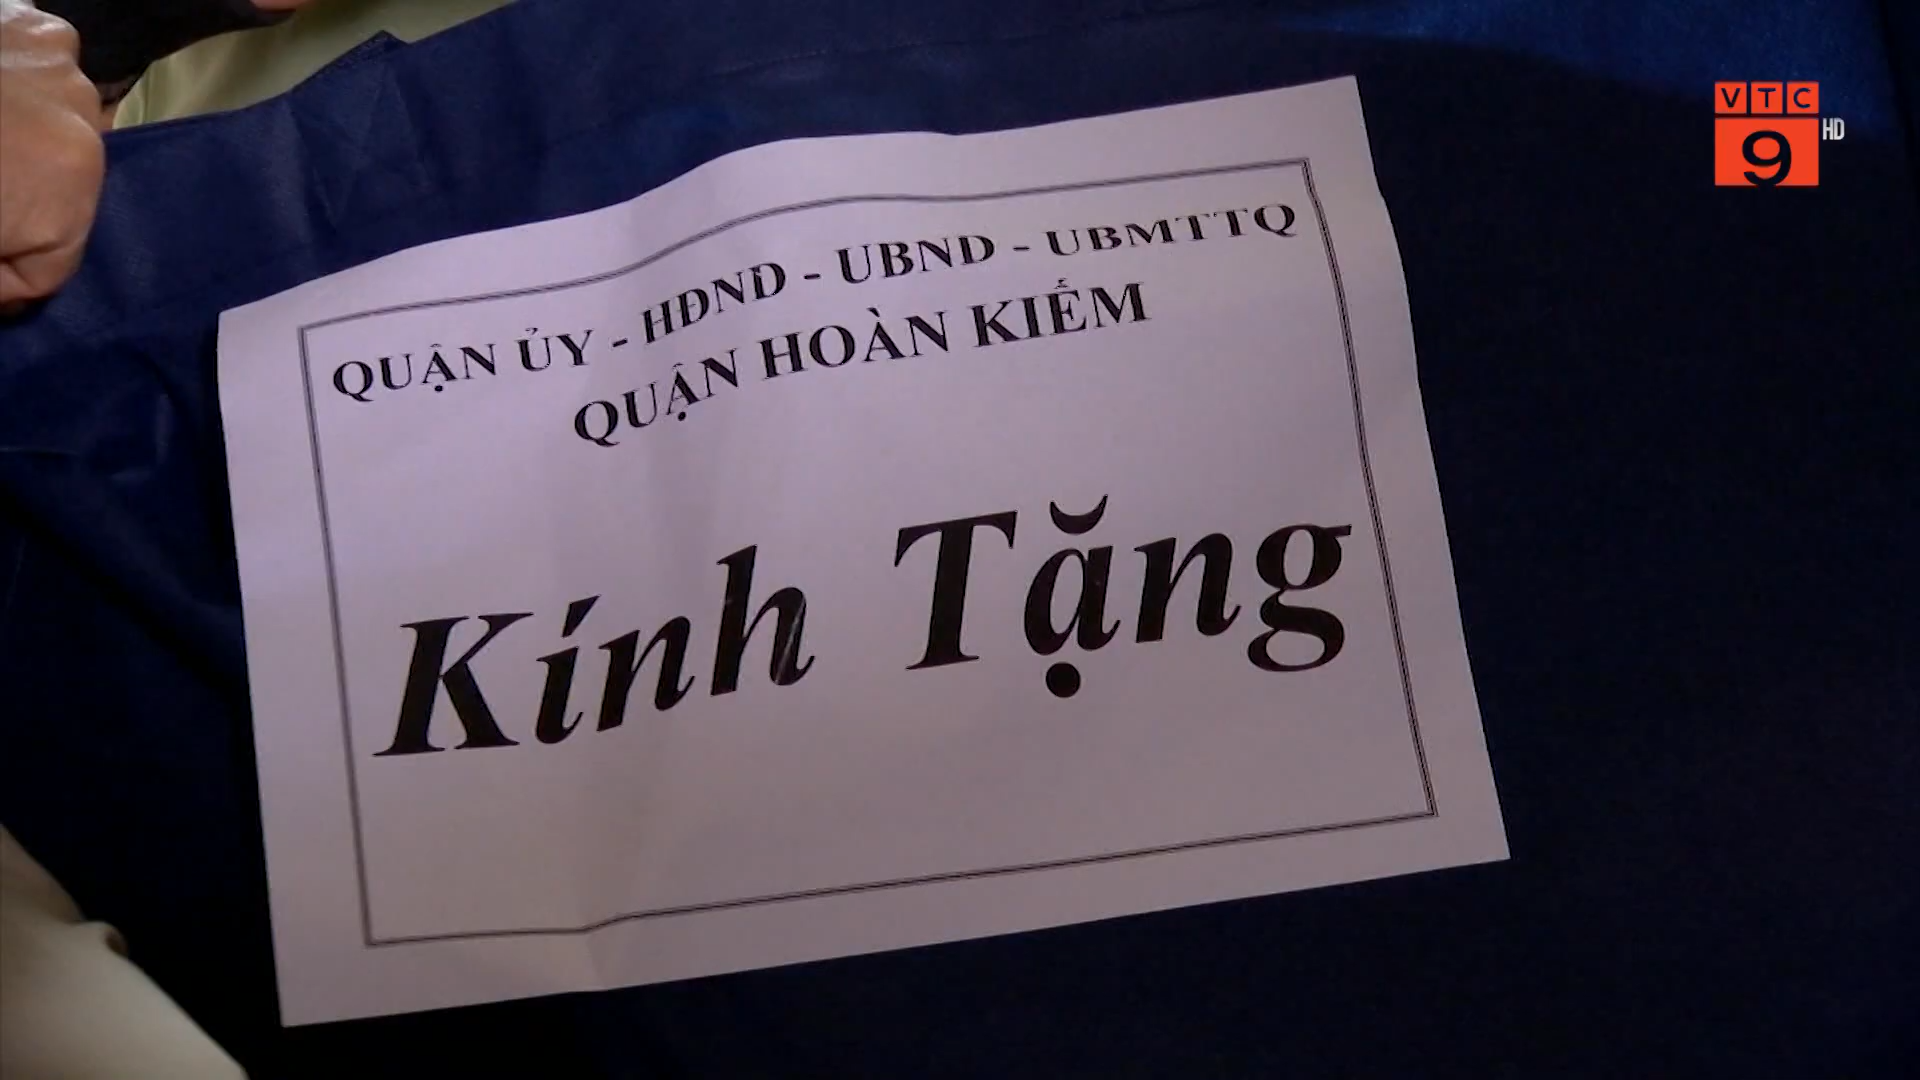 VTC
9 HD
QUẬN ỦY - HĐND - UBND - UBMTTQ
QUẬN HOÀN KIẾM
Kính Tặng